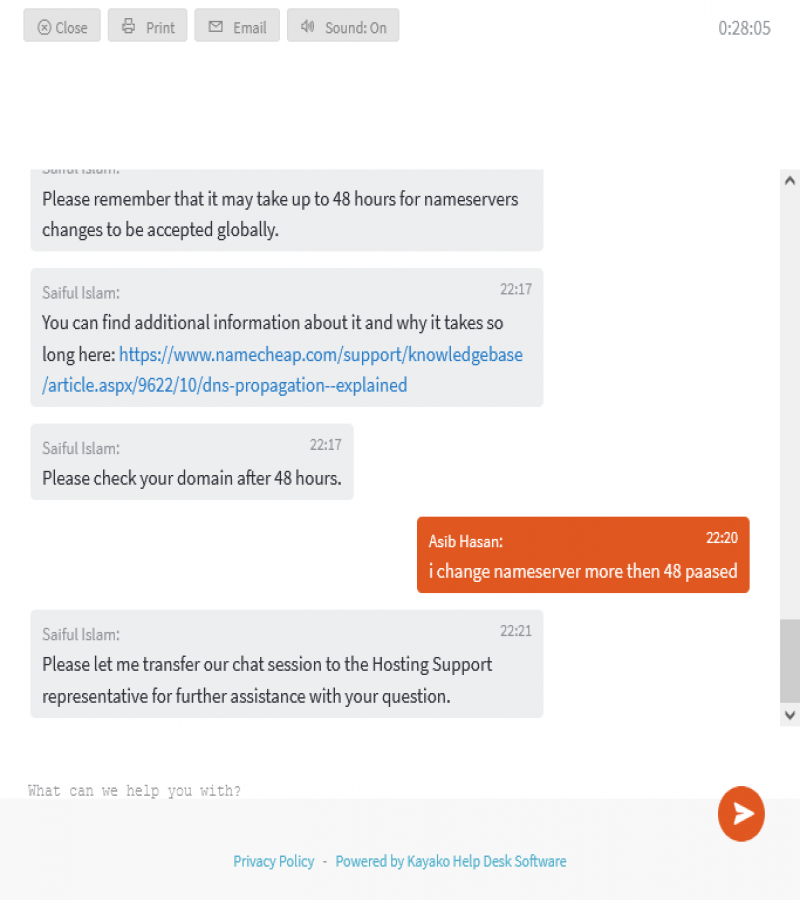 Close Print Email Sound: On 0:28:05
Saiful Islam:
Please remember that it may take up to 48 hours for nameservers
changes to be accepted globally.
Saiful Islam: 22:17
You can find additional information about it and why it takes so
long here: https://www.namecheap.com/support/knowledgebase
/article.aspx/9622/10/dns-propagation--explained
Saiful Islam: 22:17
Please check your domain after 48 hours.
Asib Hasan: 22:20
i change nameserver more then 48 paased
Saiful Islam: 22:21
Please let me transfer our chat session to the Hosting Support
representative for further assistance with your question.
What can we help you with?
Privacy Policy - Powered by Kayako Help Desk Software